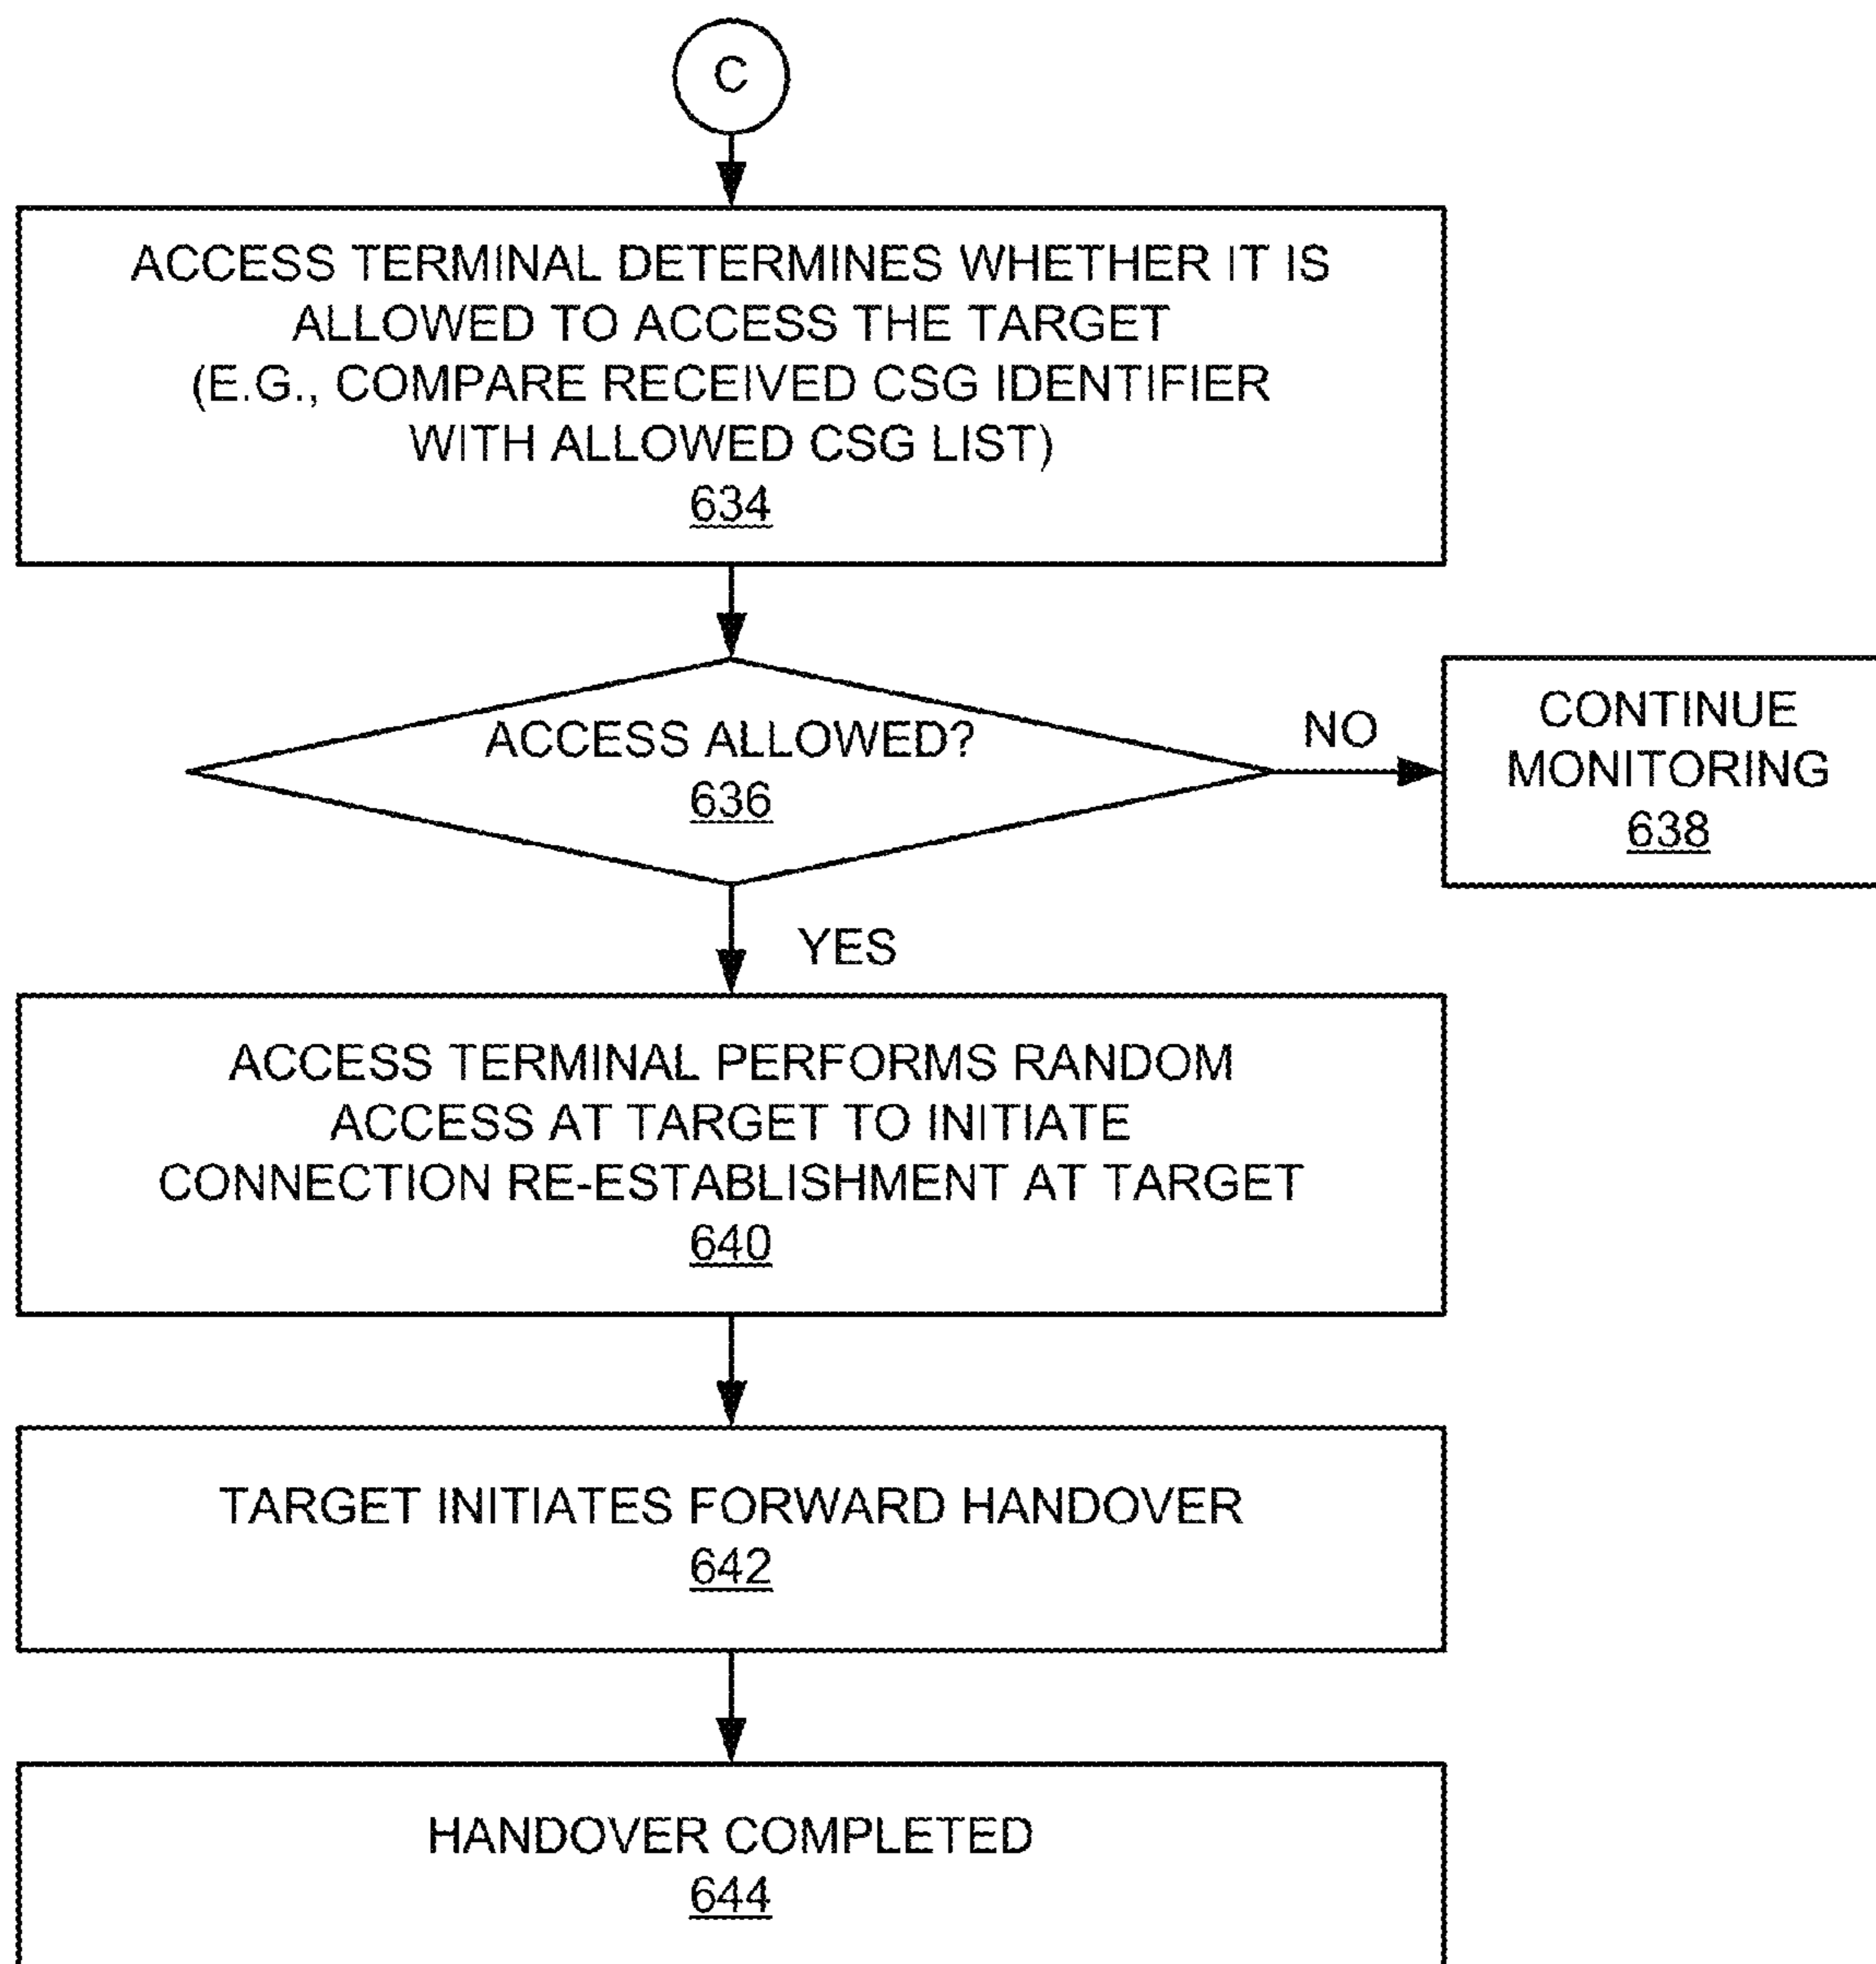 C
ACCESS TERMINAL DETERMINES WHETHER IT IS
ALLOWED TO ACCESS THE TARGET
(E.G., COMPARE RECEIVED CSG IDENTIFIER
WITH ALLOWED CSG LIST)
634
ACCESS ALLOWED?
636
NO
CONTINUE
MONITORING
638
YES
ACCESS TERMINAL PERFORMS RANDOM
ACCESS AT TARGET TO INITIATE
CONNECTION RE-ESTABLISHMENT AT TARGET
640
TARGET INITIATES FORWARD HANDOVER
642
HANDOVER COMPLETED
644